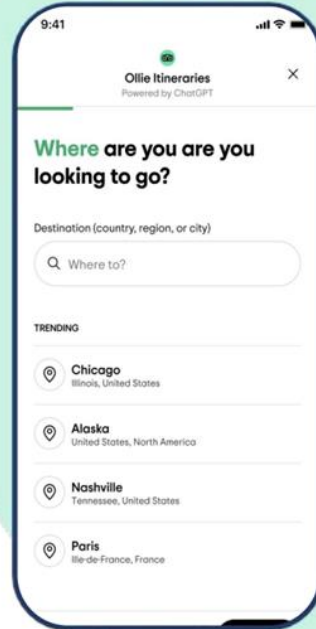 9:41
Ollie Itineraries
Powered by ChatGPT
Where are you are you
looking to go?
Destination (country, region, or city)
Where to?
TRENDING
Chicago
Illinois, United States
Alaska
United States, North America
Nashville
Tennessee, United States
Paris
Ille-de-France, France